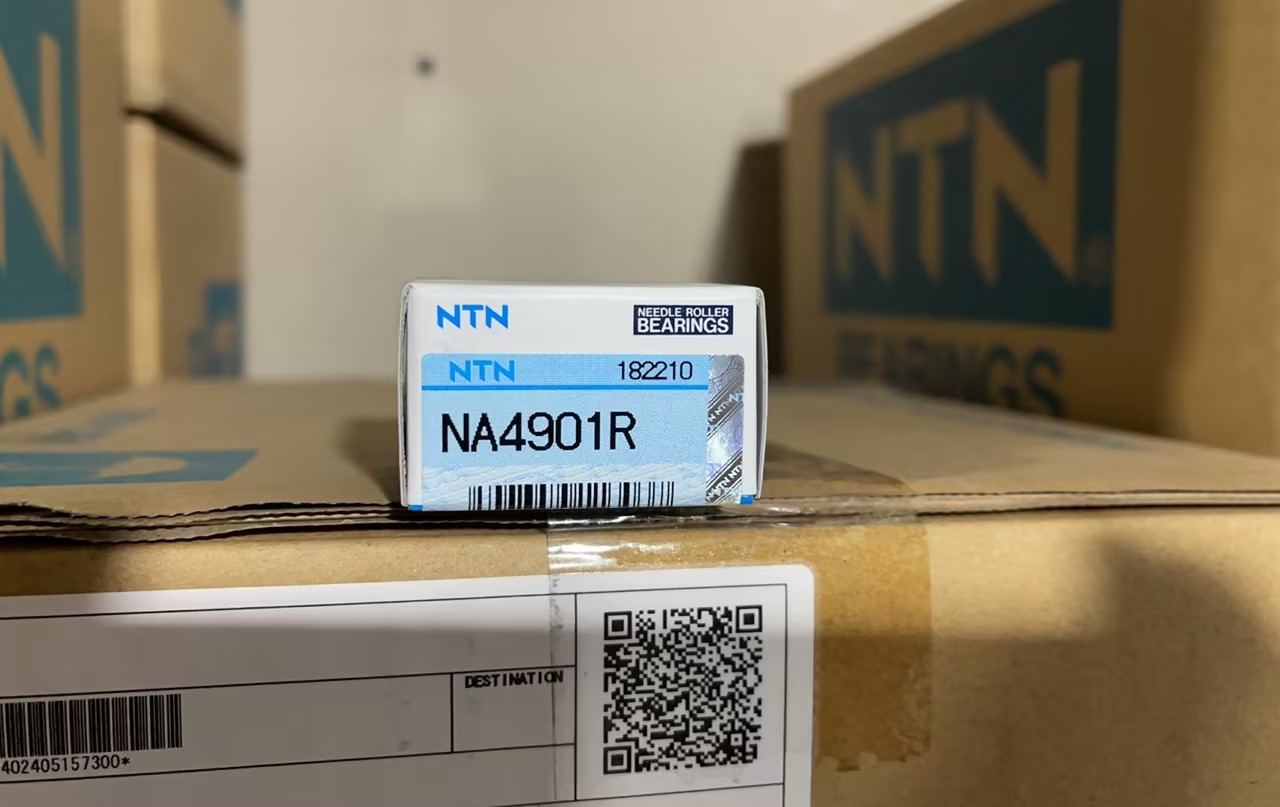 NTN
BEARINGS
NTN
NEEDLE ROLLER
BEARINGS
NTN
182210
NA4901R
DESTINATION
402405157300*